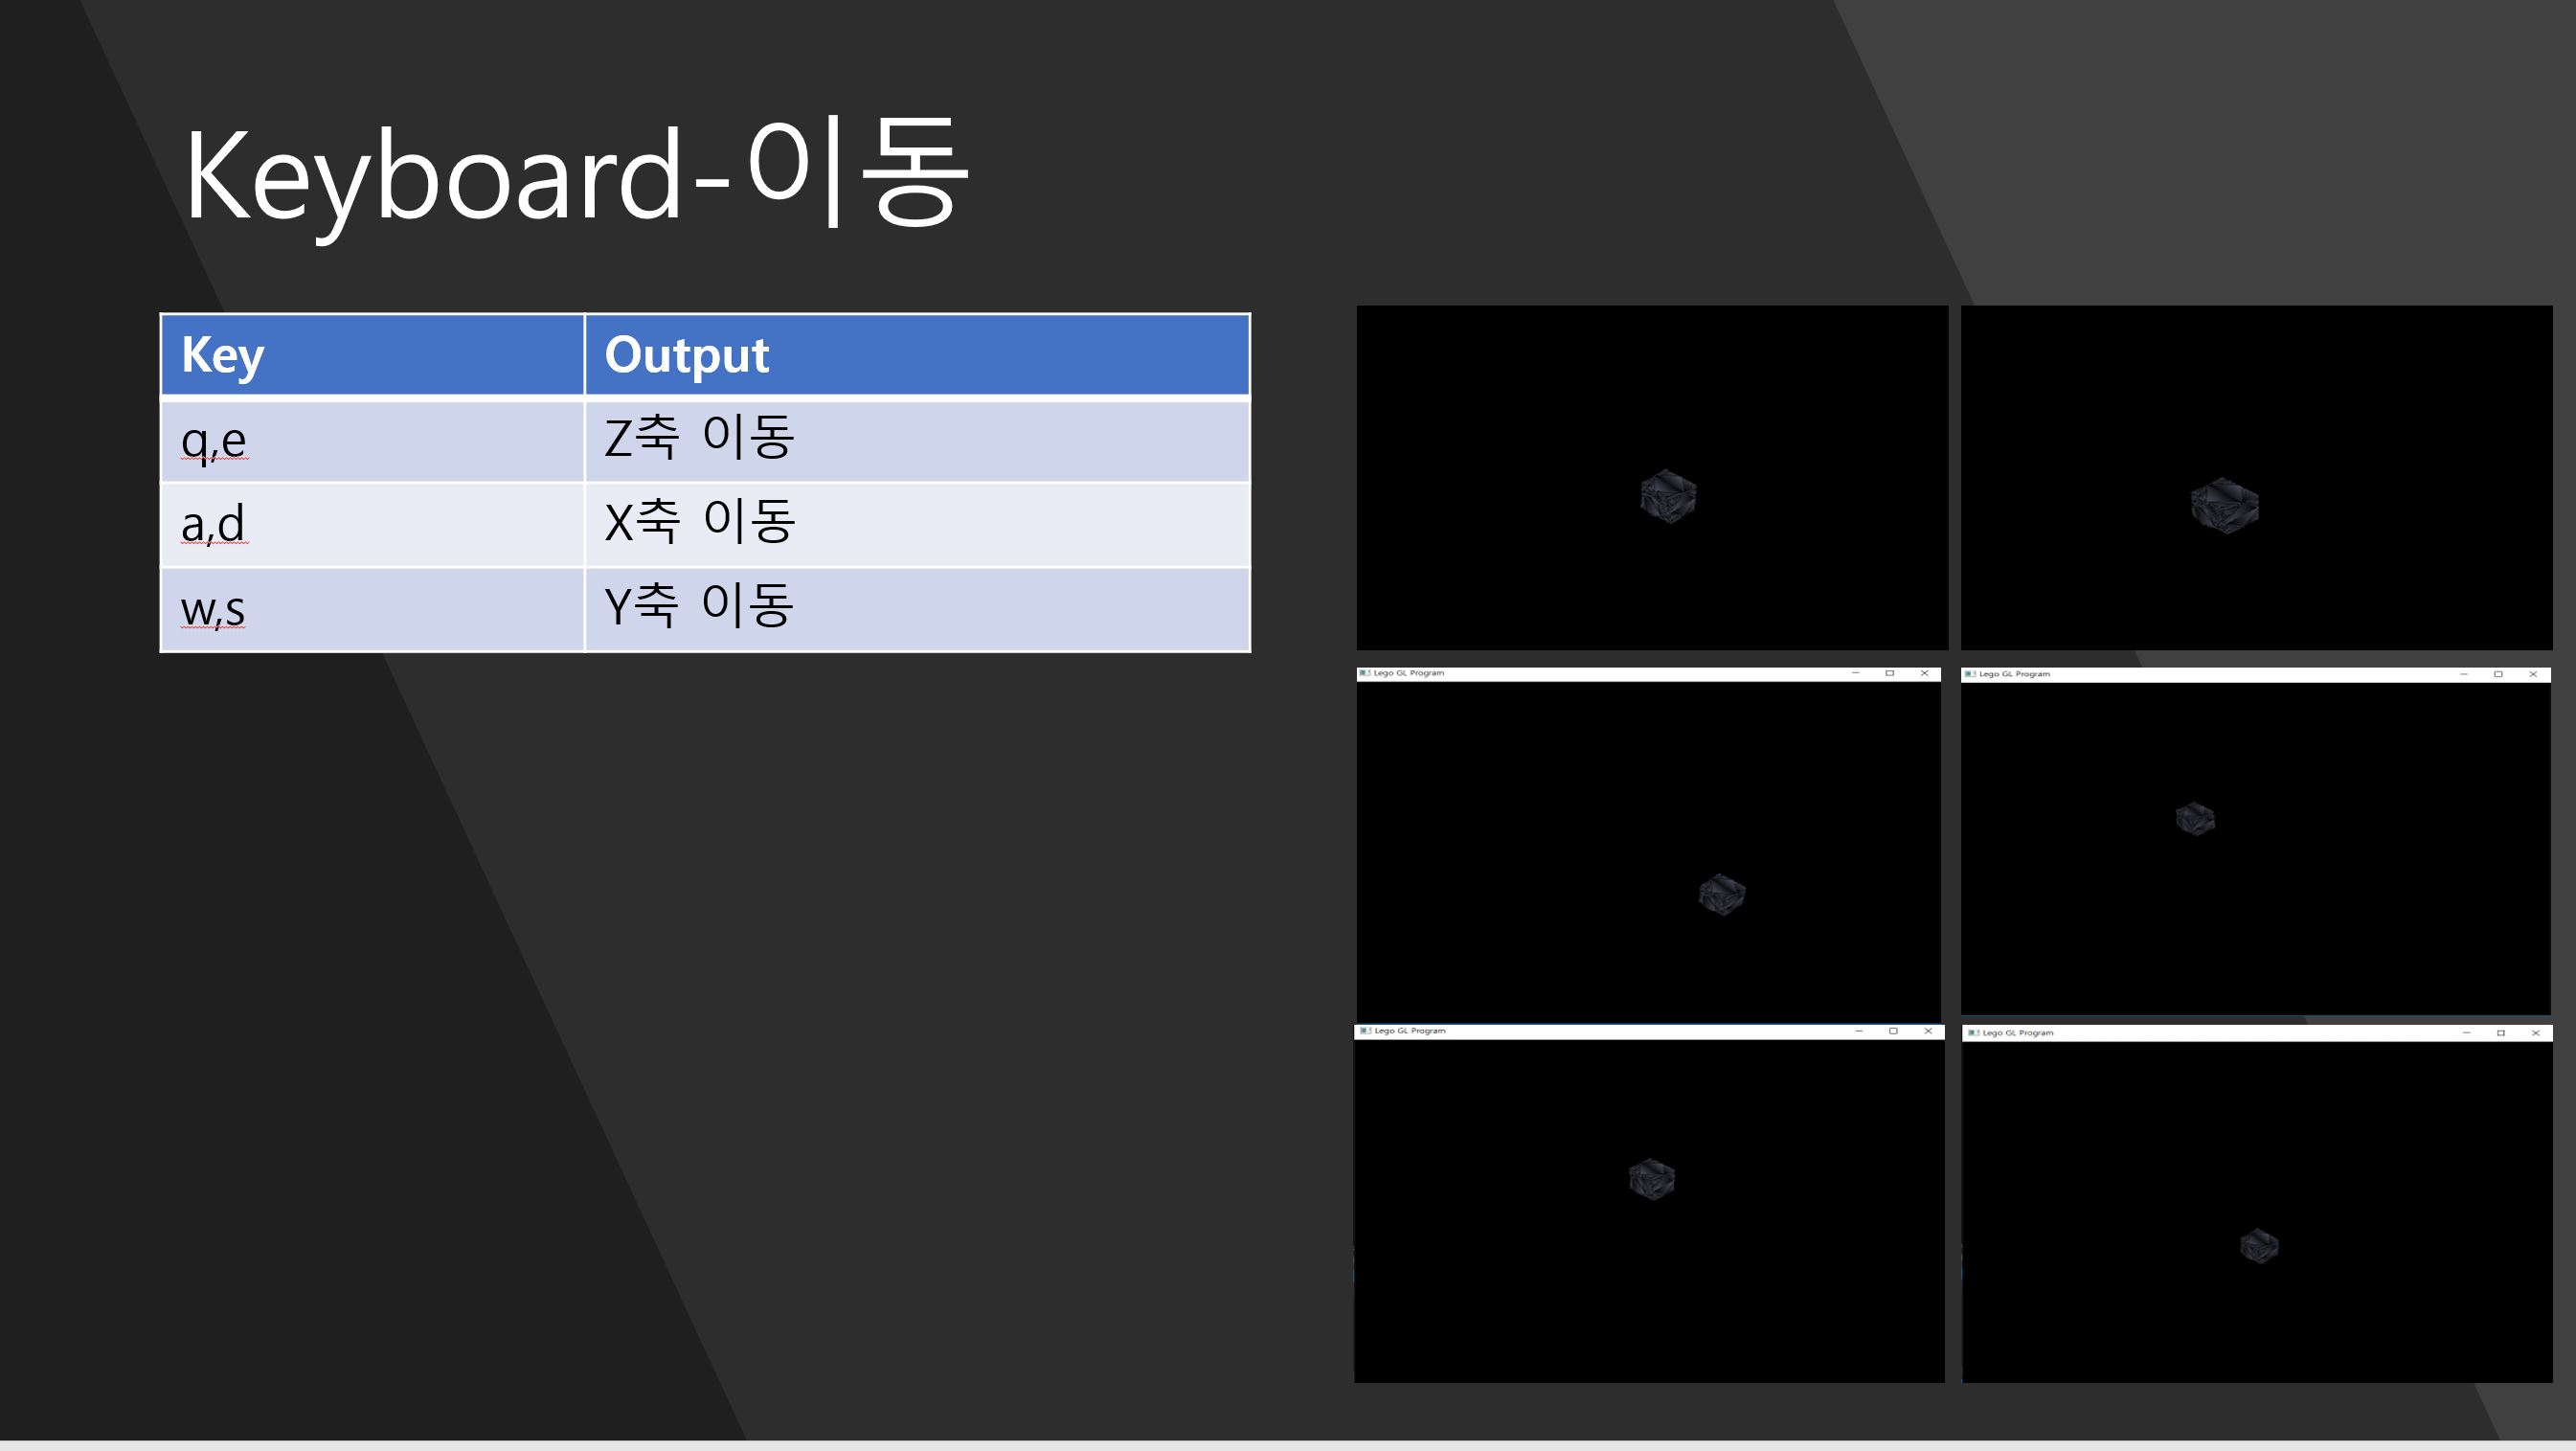 Keyboard-이동
Key Output
q,e Z축 이동
a,d X축 이동
w,s Y축 이동
Lego GL Program
Lego GL Program
Lego GL Program
Lego GL Program